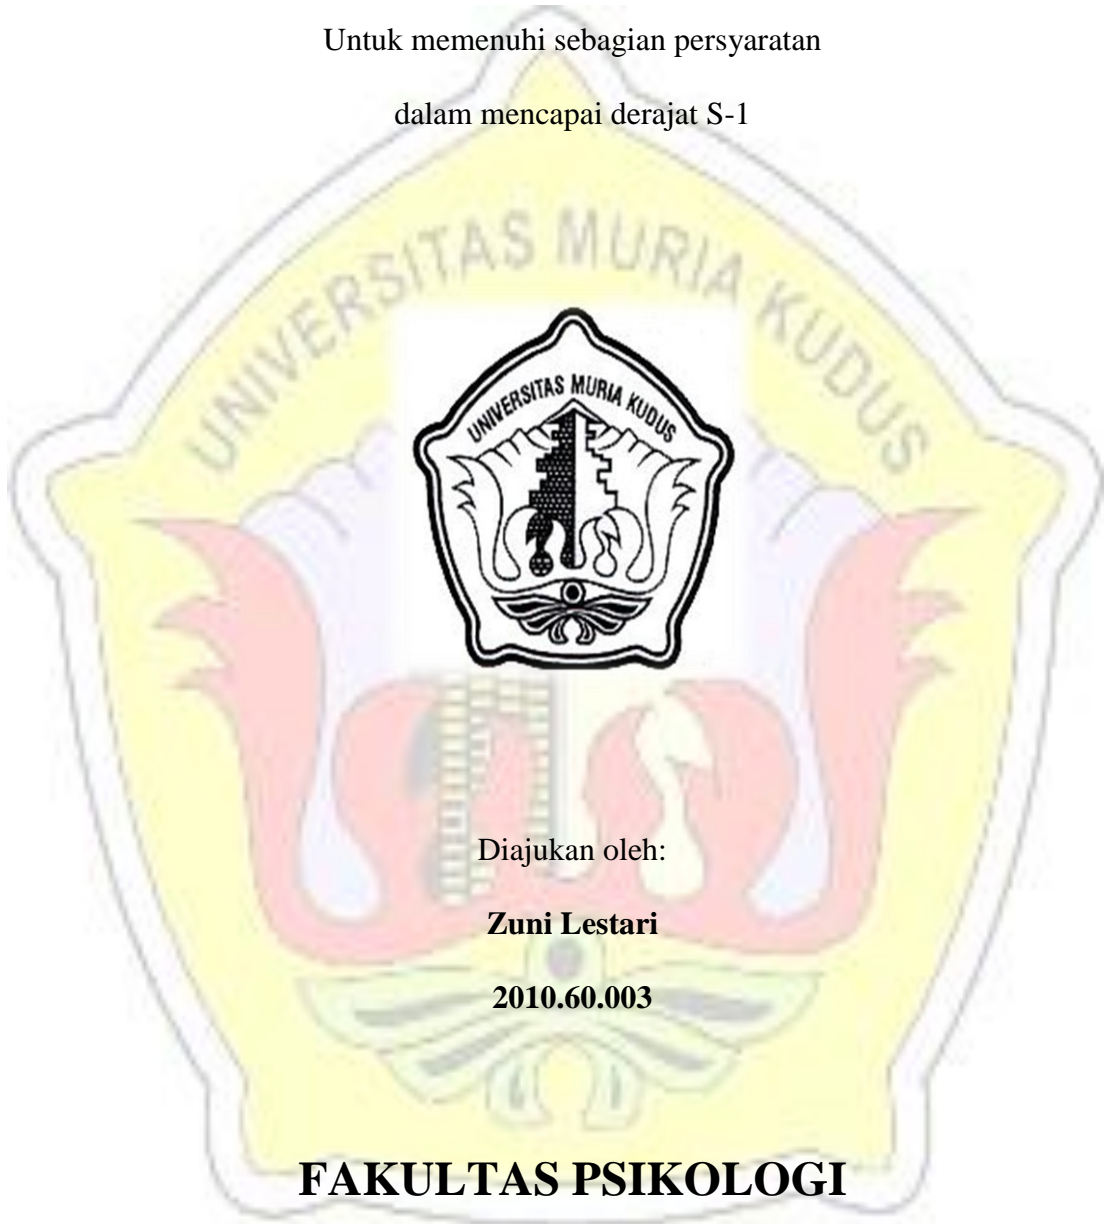 Untuk memenuhi sebagian persyaratan
dalam mencapai derajat S-1
UNIVERSITAS MURIA KUDUS
UNIVERSITAS MURIA KUDUS
Diajukan oleh:
Zuni Lestari
2010.60.003
FAKULTAS PSIKOLOGI